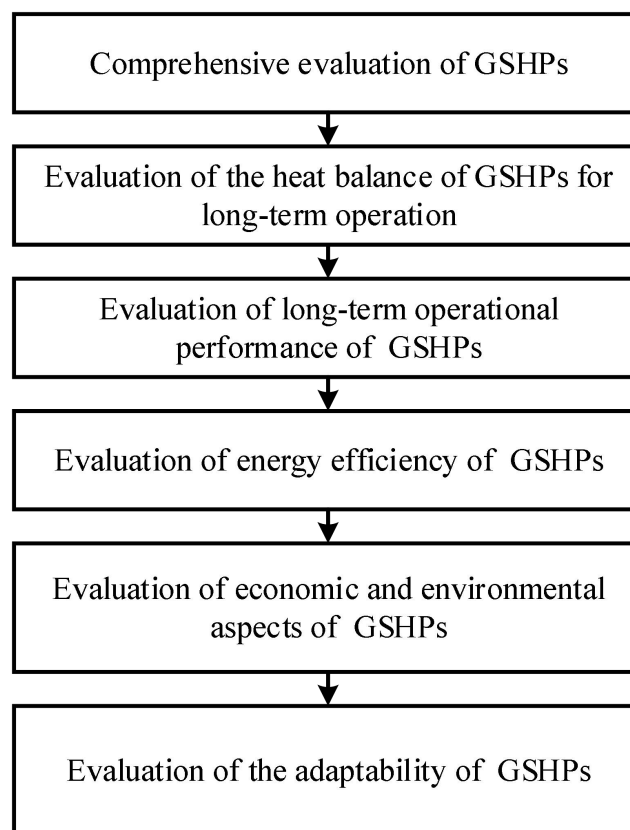 Comprehensive evaluation of GSHPs
Evaluation of the heat balance of GSHPs for
long-term operation
Evaluation of long-term operational
performance of GSHPs
Evaluation of energy efficiency of GSHPs
Evaluation of economic and environmental
aspects of GSHPs
Evaluation of the adaptability of GSHPs